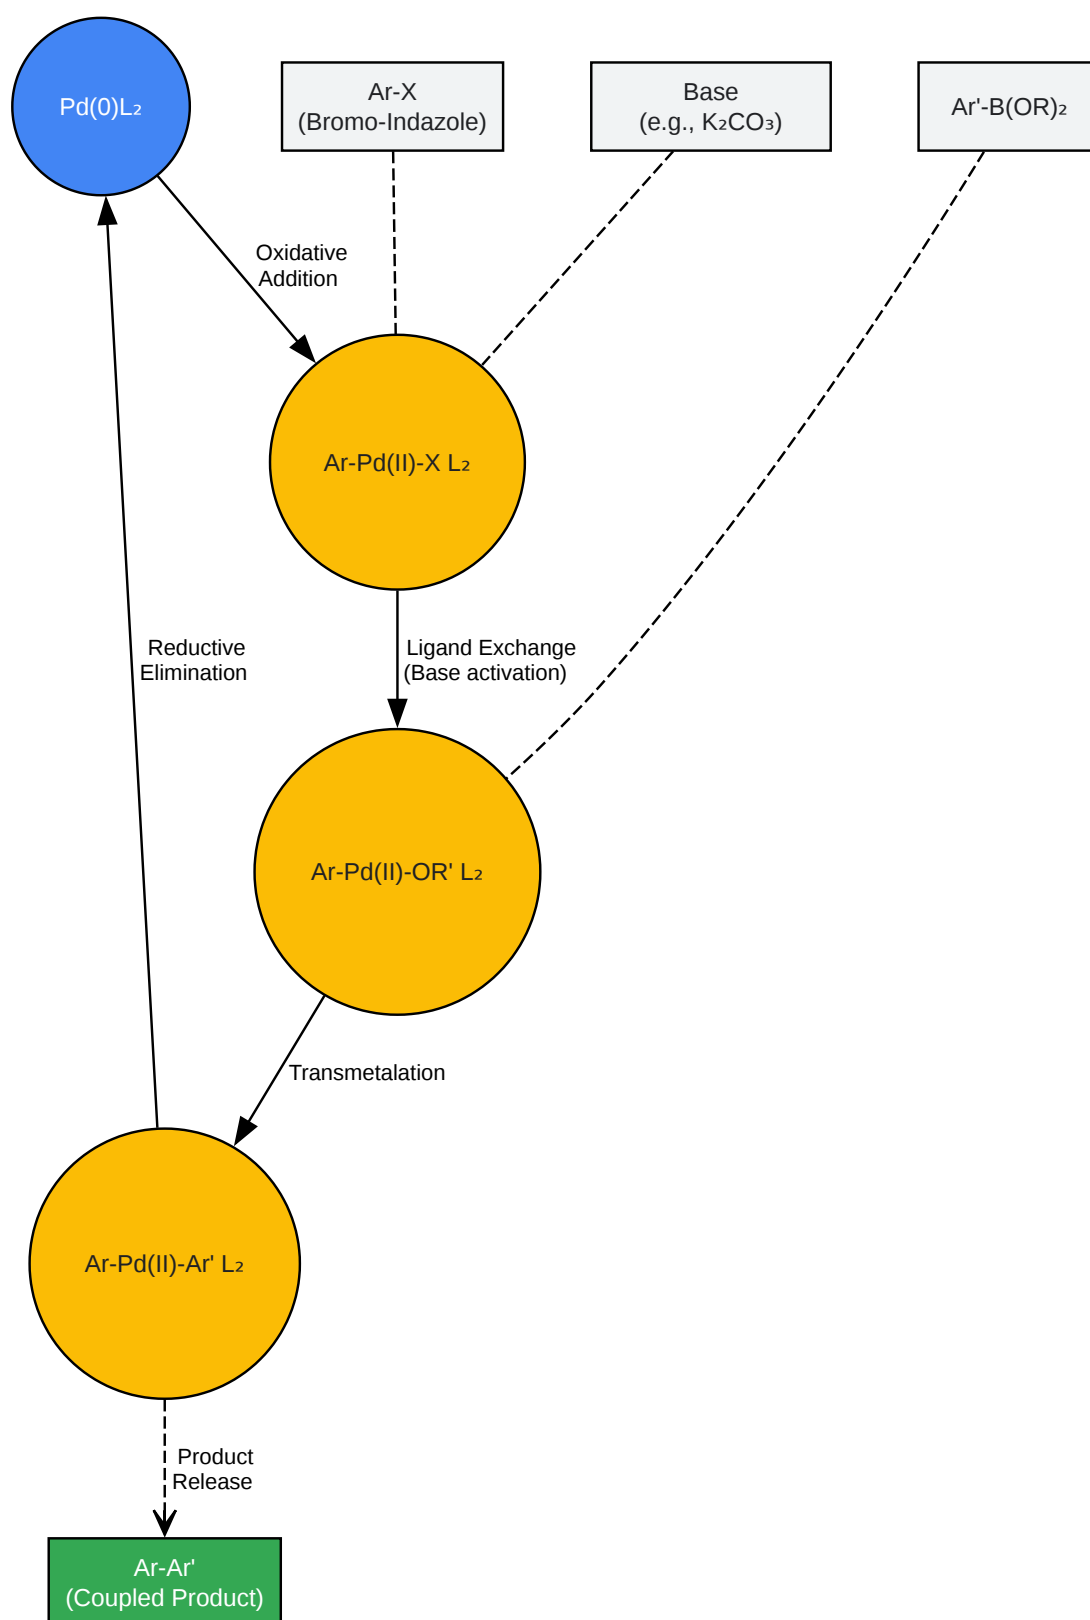 Pd(0)L₂
Ar-X
(Bromo-Indazole)
Base
(e.g., K₂CO₃)
Ar'-B(OR)₂
Oxidative
Addition
Ar-Pd(II)-X L₂
Reductive
Elimination
Ligand Exchange
(Base activation)
Ar-Pd(II)-OR' L₂
Transmetalation
Ar-Pd(II)-Ar' L₂
Product
Release
Ar-Ar'
(Coupled Product)